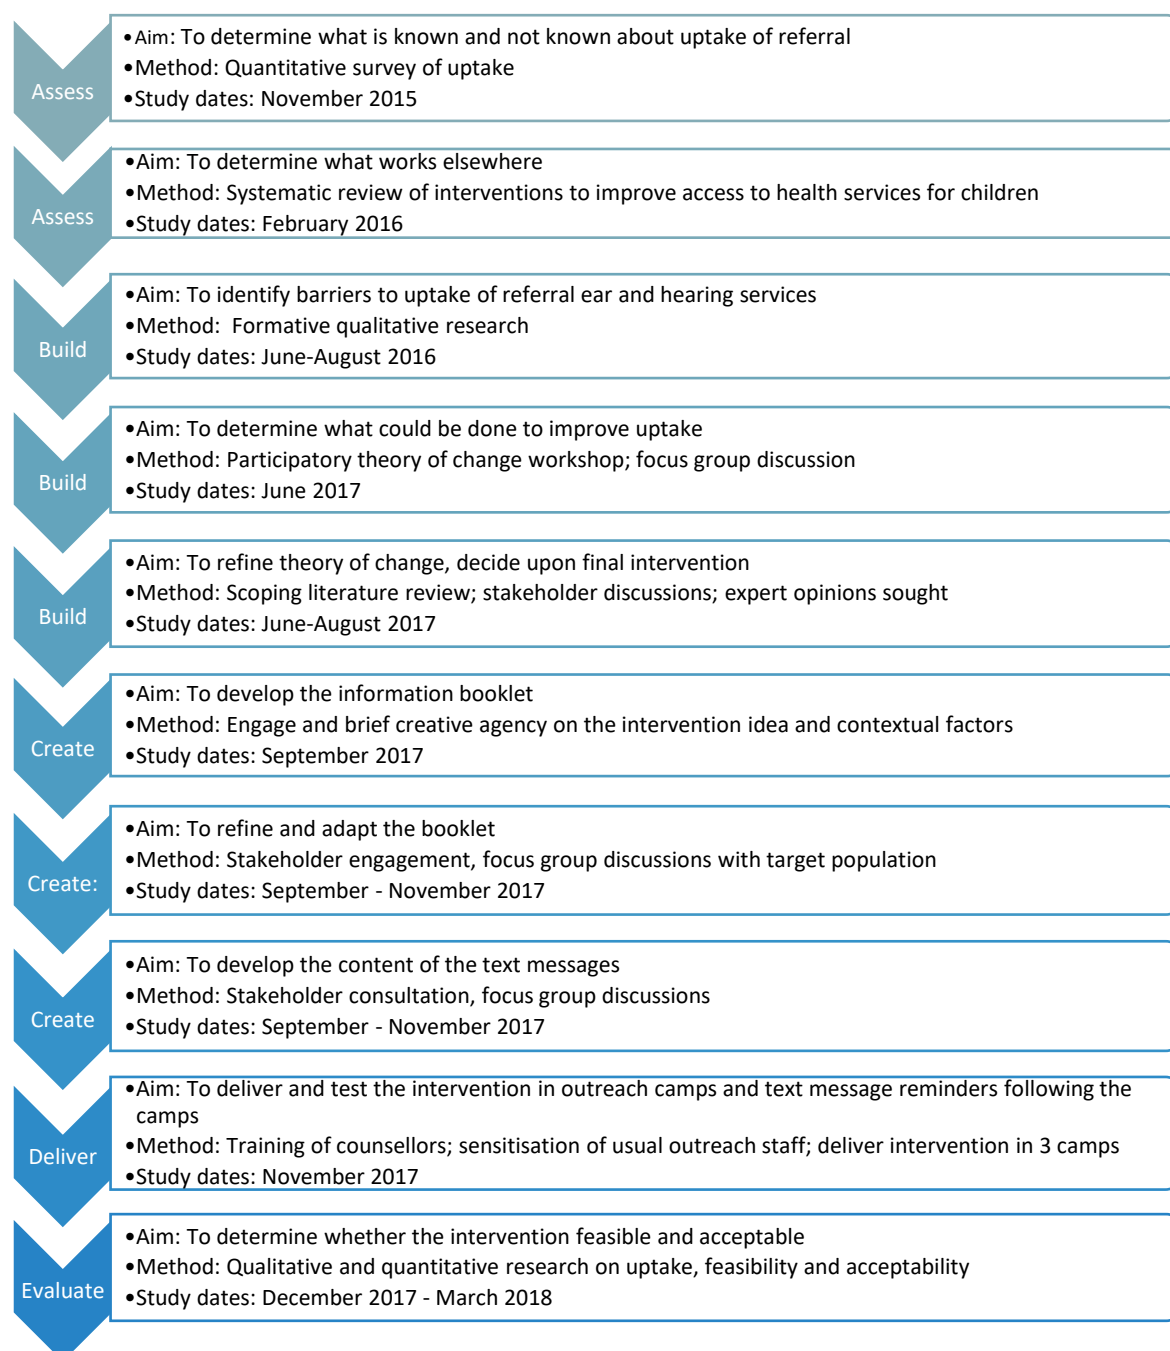 Assess
•Aim: To determine what is known and not known about uptake of referral
•Method: Quantitative survey of uptake
•Study dates: November 2015
Assess
•Aim: To determine what works elsewhere
•Method: Systematic review of interventions to improve access to health services for children
•Study dates: February 2016
Build
•Aim: To identify barriers to uptake of referral ear and hearing services
•Method:  Formative qualitative research
•Study dates: June-August 2016
Build
•Aim: To determine what could be done to improve uptake
•Method: Participatory theory of change workshop; focus group discussion
•Study dates: June 2017
Build
•Aim: To refine theory of change, decide upon final intervention
•Method: Scoping literature review; stakeholder discussions; expert opinions sought
•Study dates: June-August 2017
Create
•Aim: To develop the information booklet
•Method: Engage and brief creative agency on the intervention idea and contextual factors
•Study dates: September 2017
Create:
•Aim: To refine and adapt the booklet
•Method: Stakeholder engagement, focus group discussions with target population
•Study dates: September - November 2017
Create
•Aim: To develop the content of the text messages
•Method: Stakeholder consultation, focus group discussions
•Study dates: September - November 2017
Deliver
•Aim: To deliver and test the intervention in outreach camps and text message reminders following the
camps
•Method: Training of counsellors; sensitisation of usual outreach staff; deliver intervention in 3 camps
•Study dates: November 2017
Evaluate
•Aim: To determine whether the intervention feasible and acceptable
•Method: Qualitative and quantitative research on uptake, feasibility and acceptability
•Study dates: December 2017 - March 2018